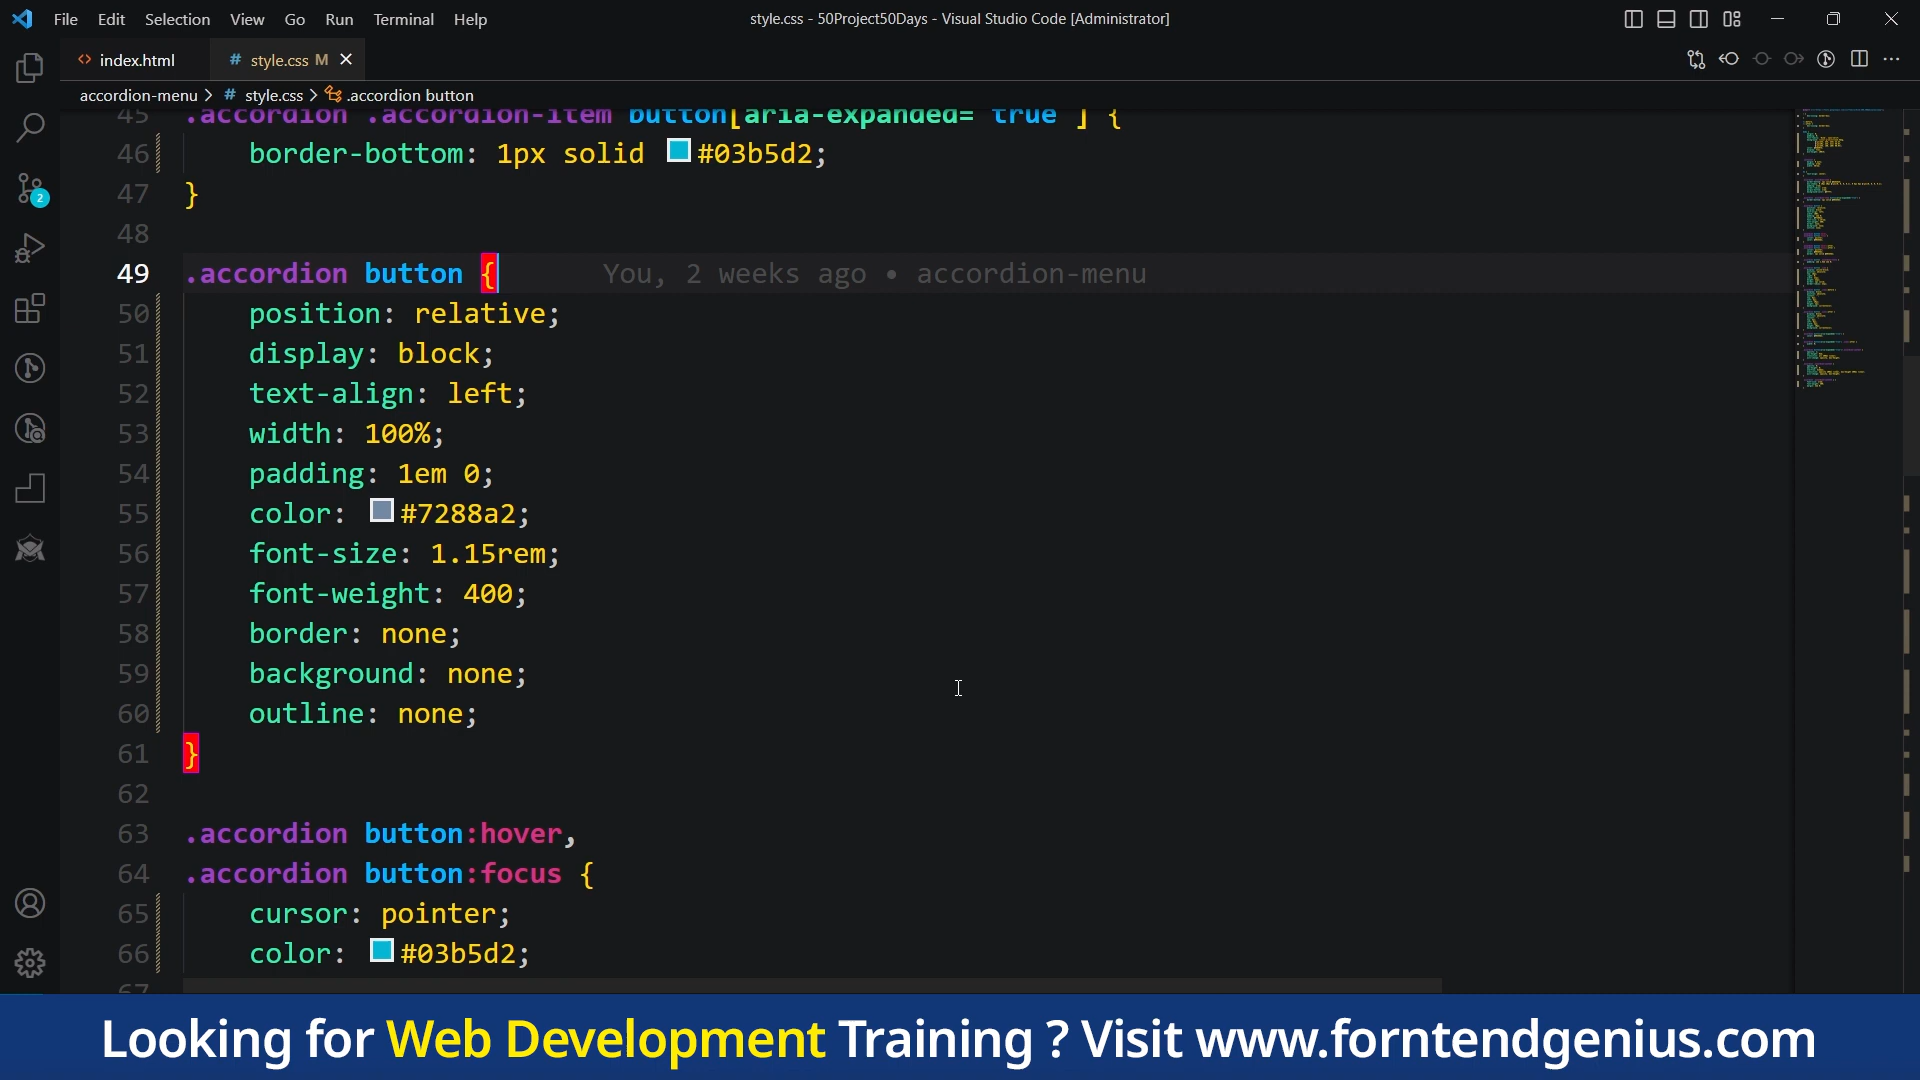 File Edit Selection View Go Run Terminal Help
style.css - 50Project50Days - Visual Studio Code [Administrator]
<> index.html
# style.css M
accordion-menu > # style.css > .accordion button
45 .accordion .accordion-item button[aria-expanded="true"] {
46 border-bottom: 1px solid #03b5d2;
47 }
48
49 .accordion button { You, 2 weeks ago • accordion-menu
50 position: relative;
51 display: block;
52 text-align: left;
53 width: 100%;
54 padding: 1em 0;
55 color: #7288a2;
56 font-size: 1.15rem;
57 font-weight: 400;
58 border: none;
59 background: none;
60 outline: none;
61 }
62
63 .accordion button:hover,
64 .accordion button:focus {
65 cursor: pointer;
66 color: #03b5d2;
67
2
Looking for Web Development Training ? Visit www.forntendgenius.com